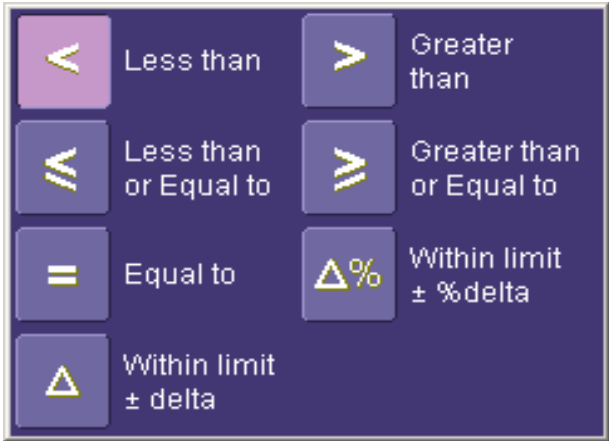 < Less than
> Greater
than
≤ Less than
or Equal to
≥ Greater than
or Equal to
= Equal to
Δ% Within limit
± %delta
Δ Within limit
± delta